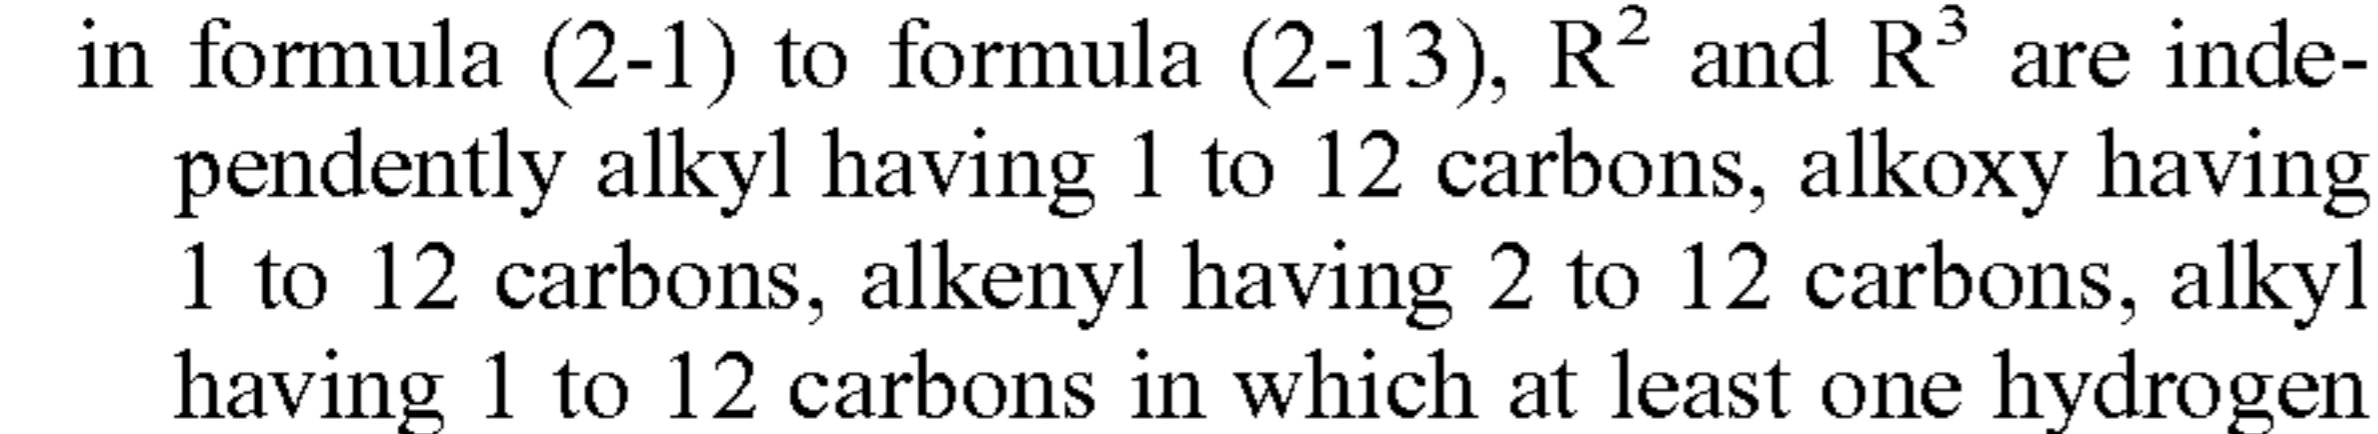 in formula (2-1) to formula (2-13), R² and R³ are inde-
pendently alkyl having 1 to 12 carbons, alkoxy having
1 to 12 carbons, alkenyl having 2 to 12 carbons, alkyl
having 1 to 12 carbons in which at least one hydrogen